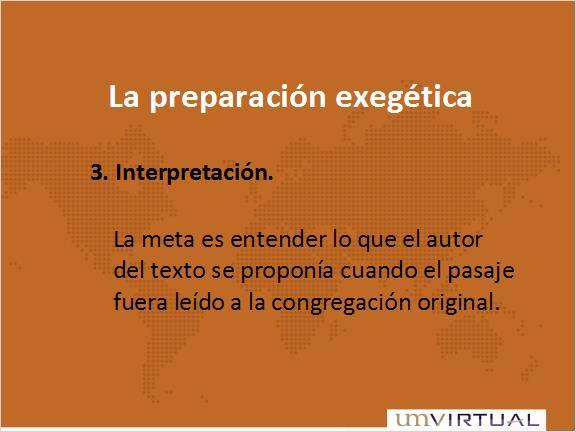 La preparación exegética
3. Interpretación.
La meta es entender lo que el autor
del texto se proponía cuando el pasaje
fuera leído a la congregación original.
UMVIRTUAL